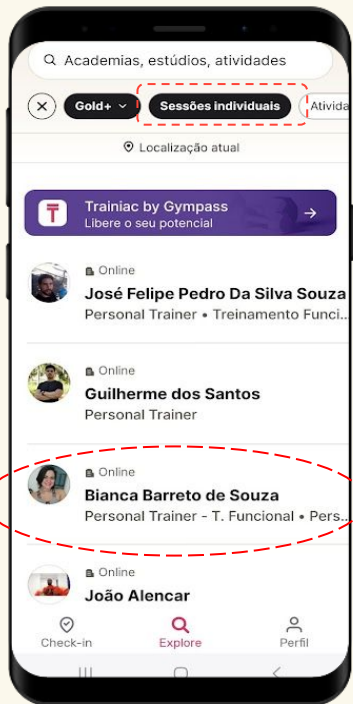 Academias, estúdios, atividades
Gold+ Sessões individuais Ativida
Localização atual
Trainiac by Gympass
Libere o seu potencial
Online
José Felipe Pedro Da Silva Souza
Personal Trainer • Treinamento Funci...
Online
Guilherme dos Santos
Personal Trainer
Online
Bianca Barreto de Souza
Personal Trainer - T. Funcional • Pers...
Online
João Alencar
Check-in Explore Perfil